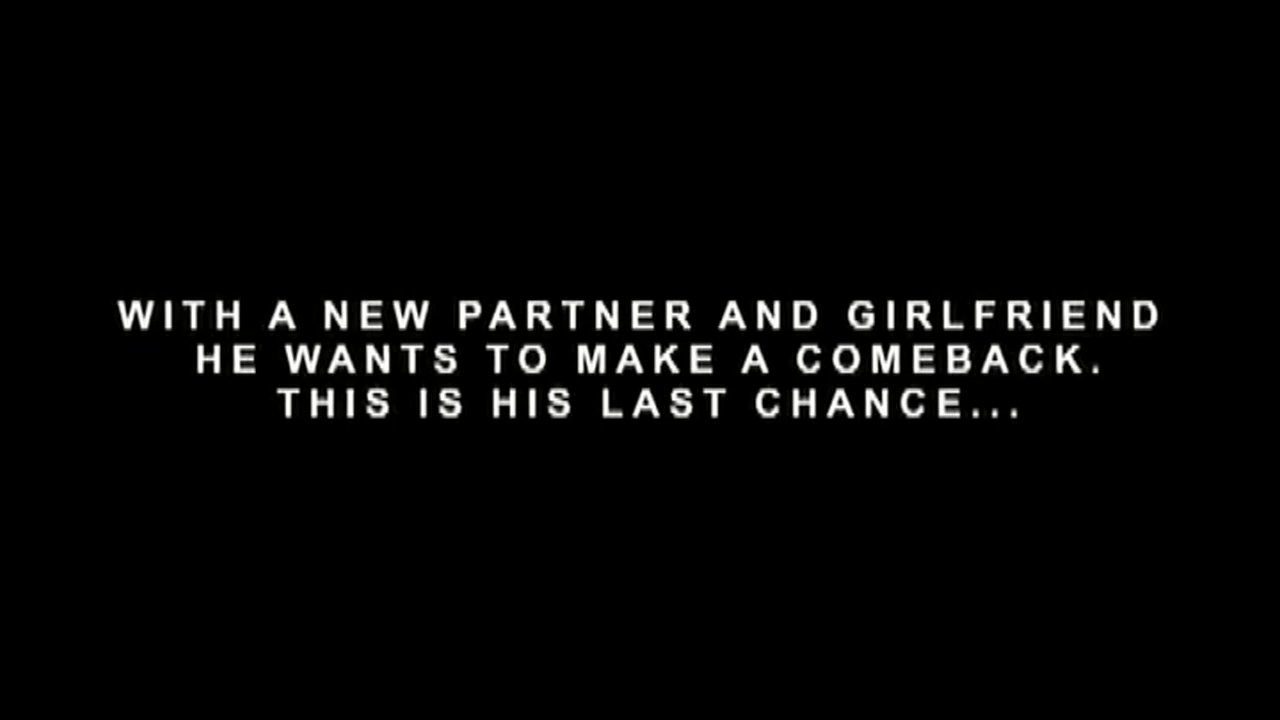 WITH A NEW PARTNER AND GIRLFRIEND
HE WANTS TO MAKE A COMEBACK.
THIS IS HIS LAST CHANCE...